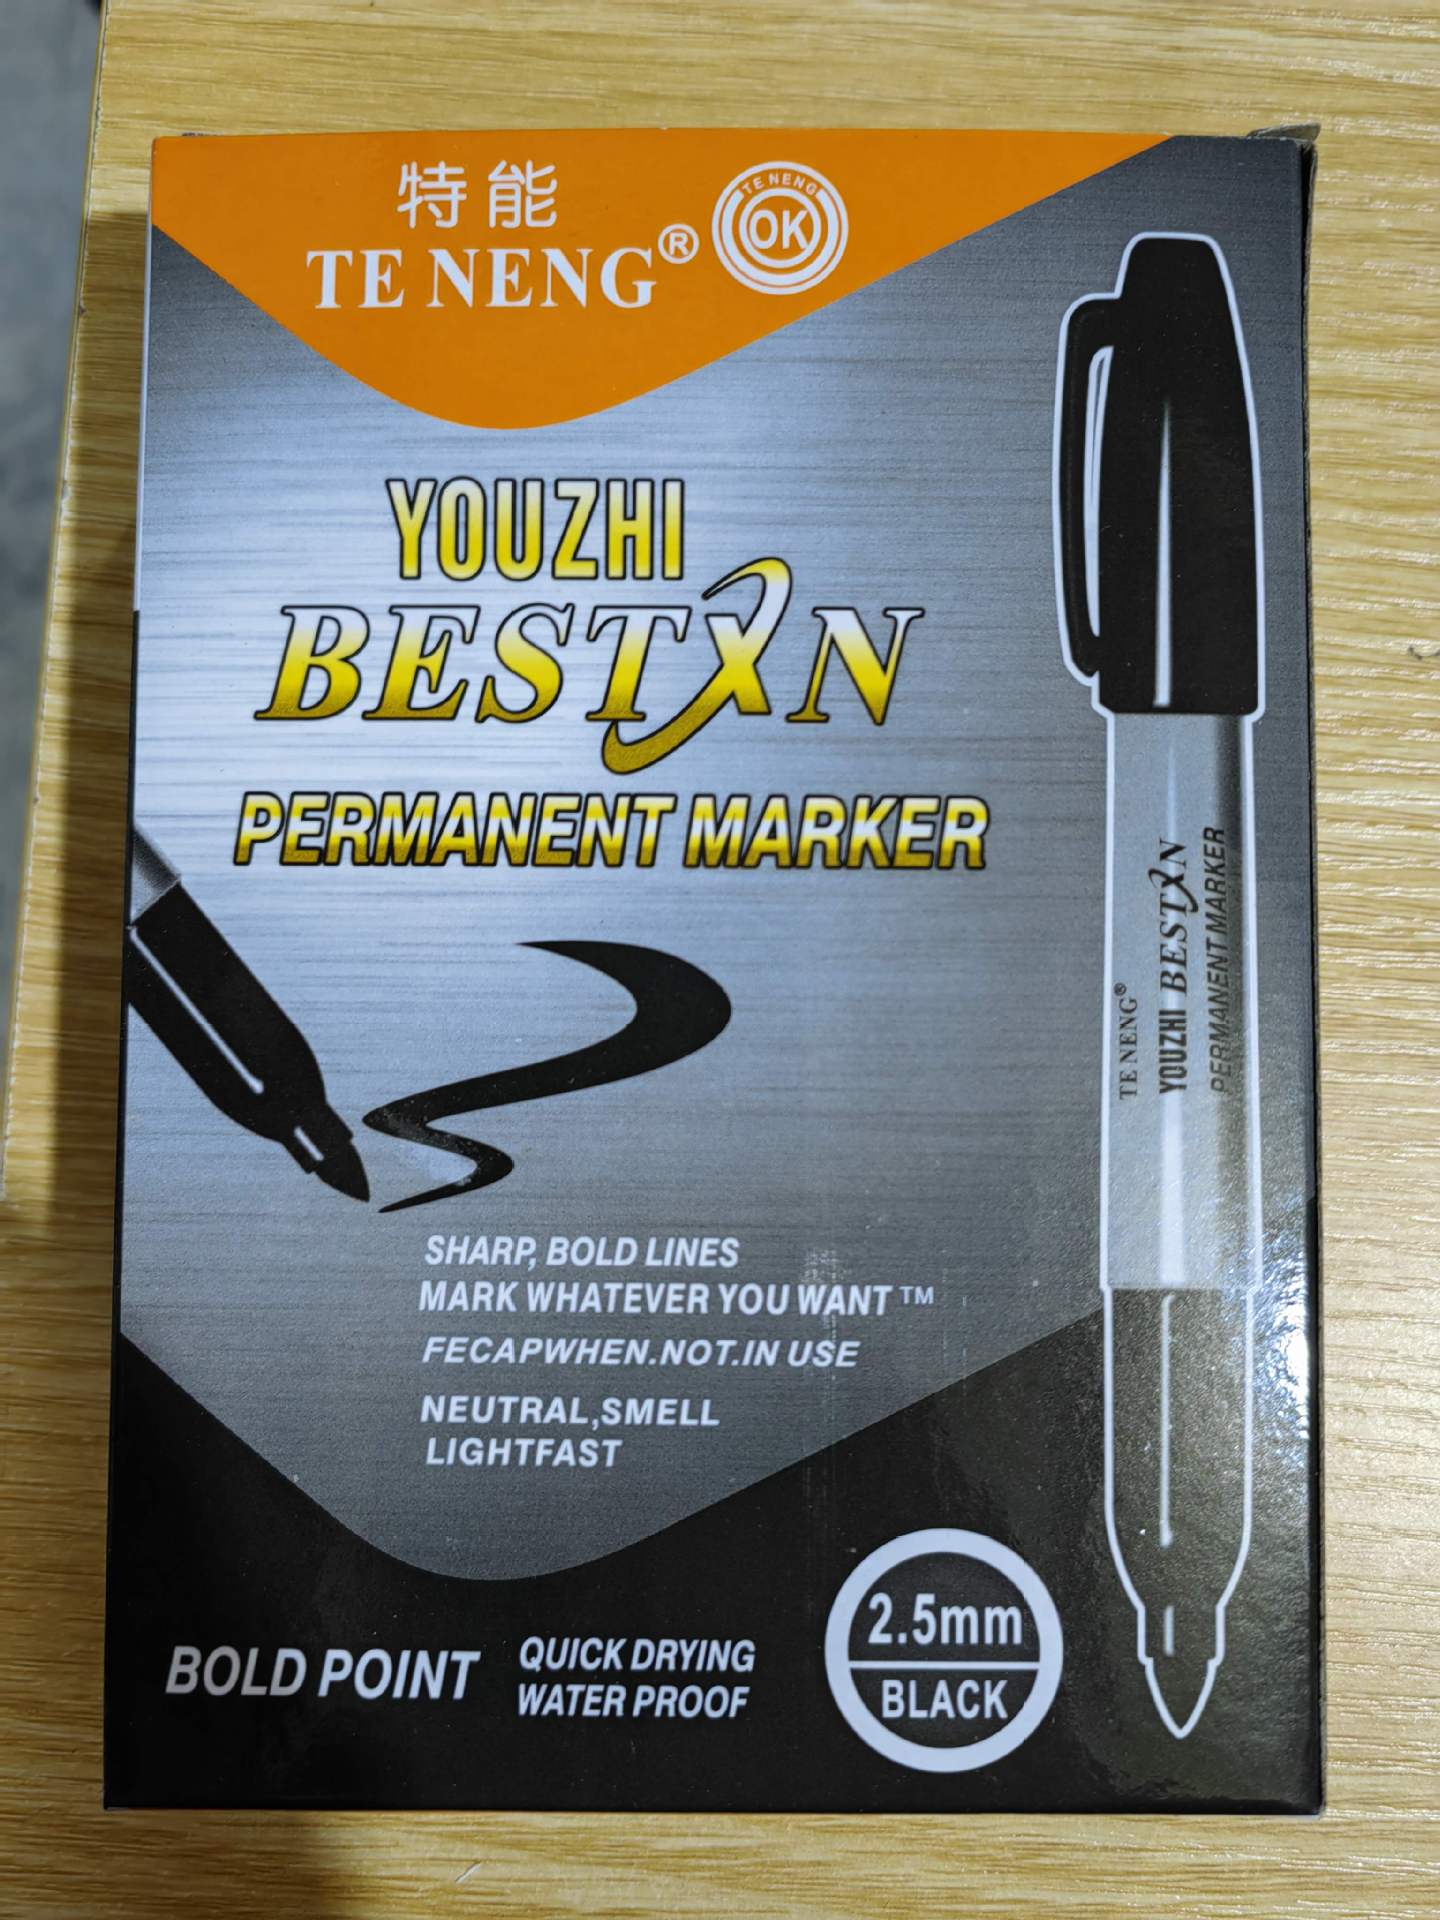 特能
TE NENG®
TE NENG
OK
YOUZHI
BESTXN
PERMANENT MARKER
TE NENG®
YOUZHI BESTXN
PERMANENT MARKER
SHARP, BOLD LINES
MARK WHATEVER YOU WANT™
FECAPWHEN.NOT.IN USE
NEUTRAL,SMELL
LIGHTFAST
BOLD POINT
QUICK DRYING
WATER PROOF
2.5mm
BLACK